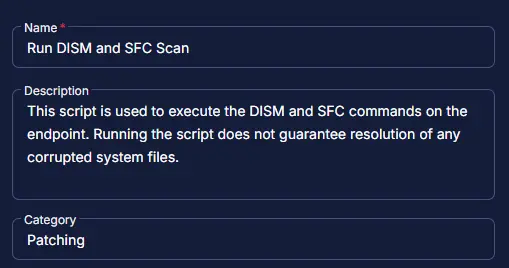 Name *
Run DISM and SFC Scan
Description
This script is used to execute the DISM and SFC commands on the
endpoint. Running the script does not guarantee resolution of any
corrupted system files.
Category
Patching